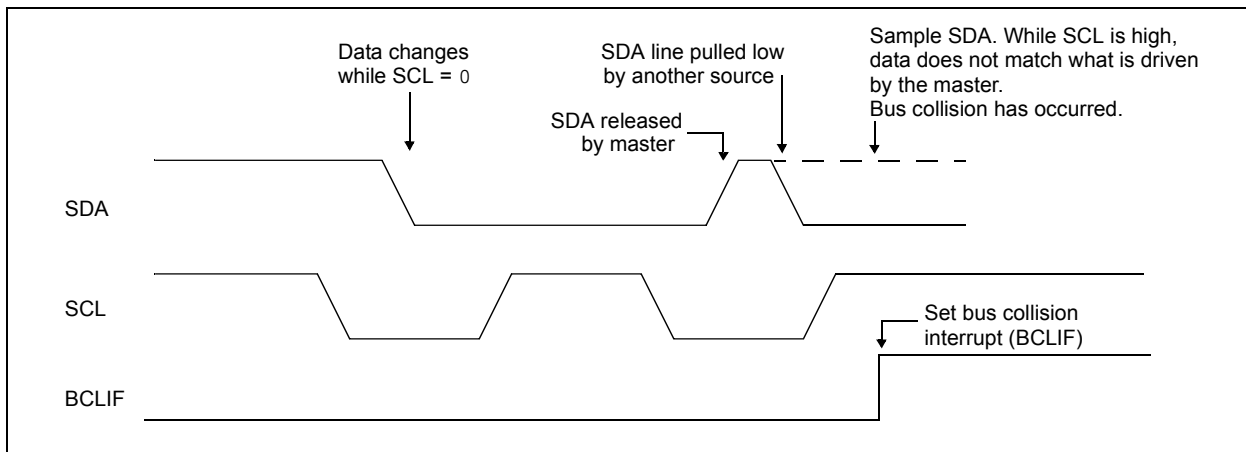 Data changes
while SCL = 0
SDA line pulled low
by another source
SDA released
by master
Sample SDA. While SCL is high,
data does not match what is driven
by the master.
Bus collision has occurred.
SDA
SCL
Set bus collision
interrupt (BCLIF)
BCLIF